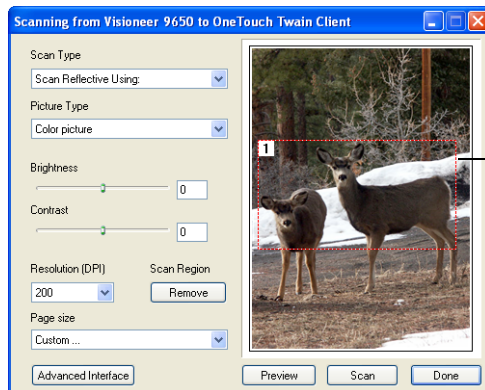 Scanning from Visioneer 9650 to OneTouch Twain Client
Scan Type
Scan Reflective Using:
Picture Type
Color picture
1
Brightness
0
Contrast
0
Resolution (DPI) Scan Region
200 Remove
Page size
Custom ...
Advanced Interface Preview Scan Done